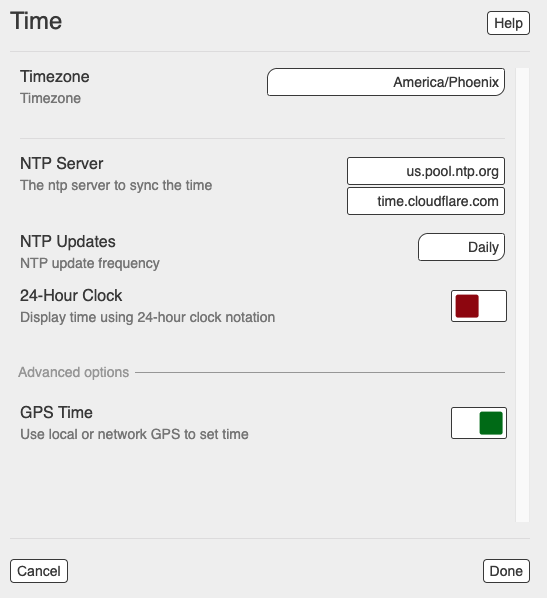 Time
Help
Timezone
America/Phoenix
Timezone
NTP Server
us.pool.ntp.org
The ntp server to sync the time
time.cloudflare.com
NTP Updates
Daily
NTP update frequency
24-Hour Clock
Display time using 24-hour clock notation
Advanced options
GPS Time
Use local or network GPS to set time
Cancel
Done